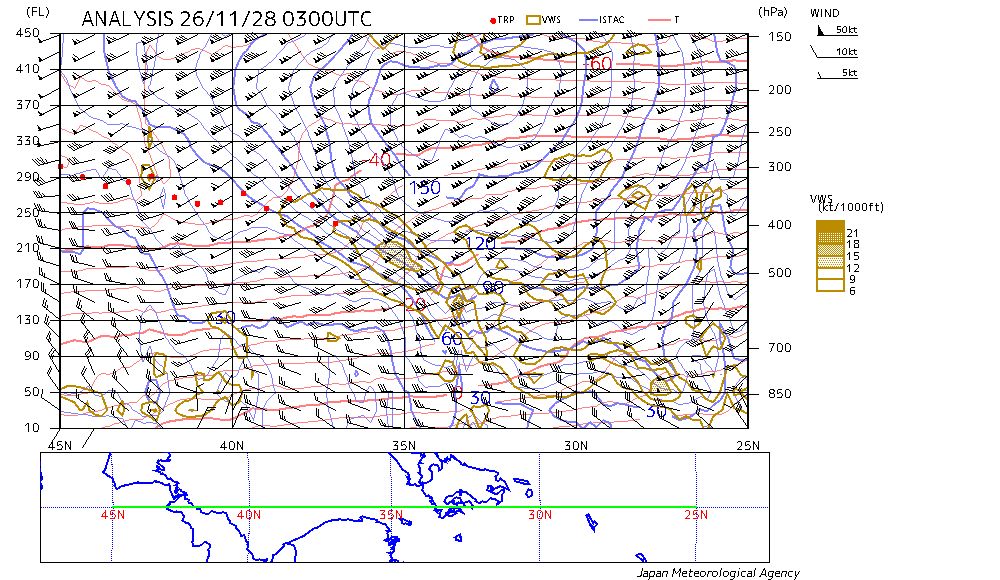 (FL) ANALYSIS 26/11/28 0300UTC TRP VWS ISTAC T (hPa) WIND
450 150 50kt
410 -60 10kt
370 200 5kt
330 250
290 -40 300
250 150 VWS
(kt/1000ft)
210 120 400 21
18
15
170 90 500 12
9
130 30 -20 6
90 60 700
50 0 30 30 850
10
45N 40N 35N 30N 25N
45N 40N 35N 30N 25N
Japan Meteorological Agency